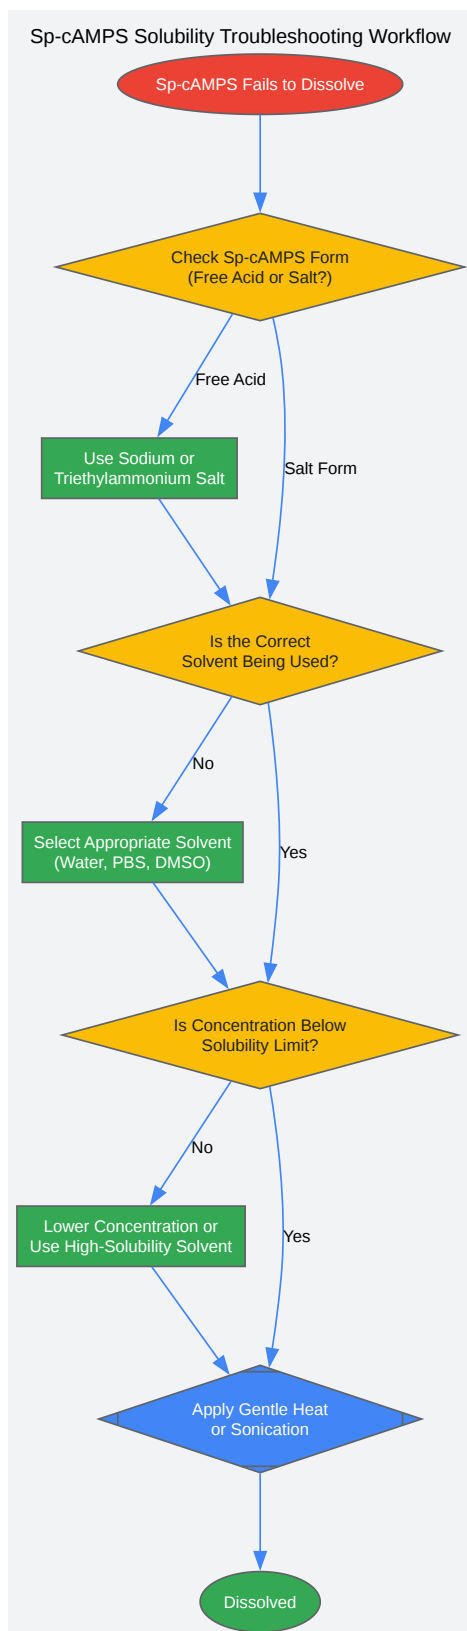 Sp-cAMPS Solubility Troubleshooting Workflow
Sp-cAMPS Fails to Dissolve
Check Sp-cAMPS Form
(Free Acid or Salt?)
Free Acid
Use Sodium or
Triethylammonium Salt
Salt Form
Is the Correct
Solvent Being Used?
No
Select Appropriate Solvent
(Water, PBS, DMSO)
Yes
Is Concentration Below
Solubility Limit?
No
Lower Concentration or
Use High-Solubility Solvent
Yes
Apply Gentle Heat
or Sonication
Dissolved